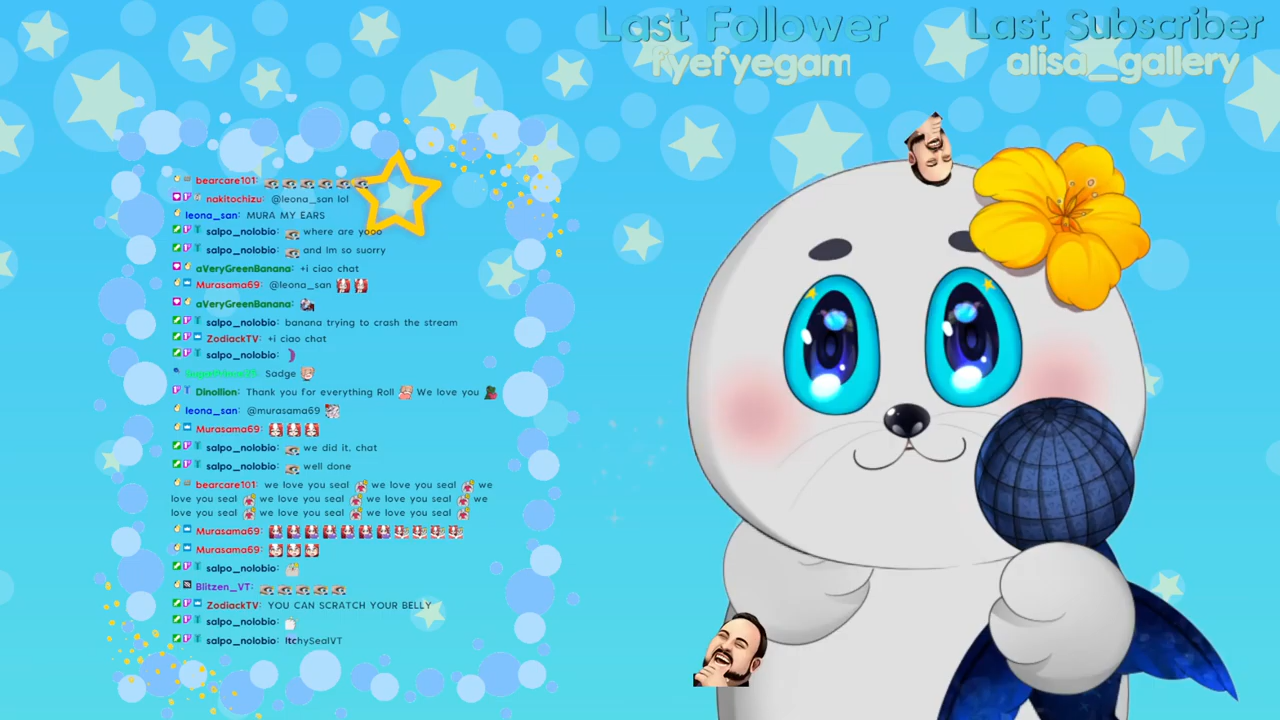 Last Follower
fyefyegam
Last Subscriber
alisa_gallery
bearcare101:
nakitochizu: @leona_san lol
leona_san: MURA MY EARS
salpo_nolobio: where are yooo
salpo_nolobio: and Im so suorry
aVeryGreenBanana: +i ciao chat
Murasama69: @leona_san
aVeryGreenBanana:
salpo_nolobio: banana trying to crash the stream
ZodiackTV: +i ciao chat
salpo_nolobio:
Sadge
Dinollion: Thank you for everything Roll We love you
leona_san: @murasama69
Murasama69:
salpo_nolobio: we did it. chat
salpo_nolobio: well done
bearcare101: we love you seal we love you seal we
love you seal we love you seal we love you seal we
love you seal we love you seal we love you seal
Murasama69:
Murasama69:
salpo_nolobio:
Blitzen_VT:
ZodiackTV: YOU CAN SCRATCH YOUR BELLY
salpo_nolobio:
salpo_nolobio: ItchySealVT